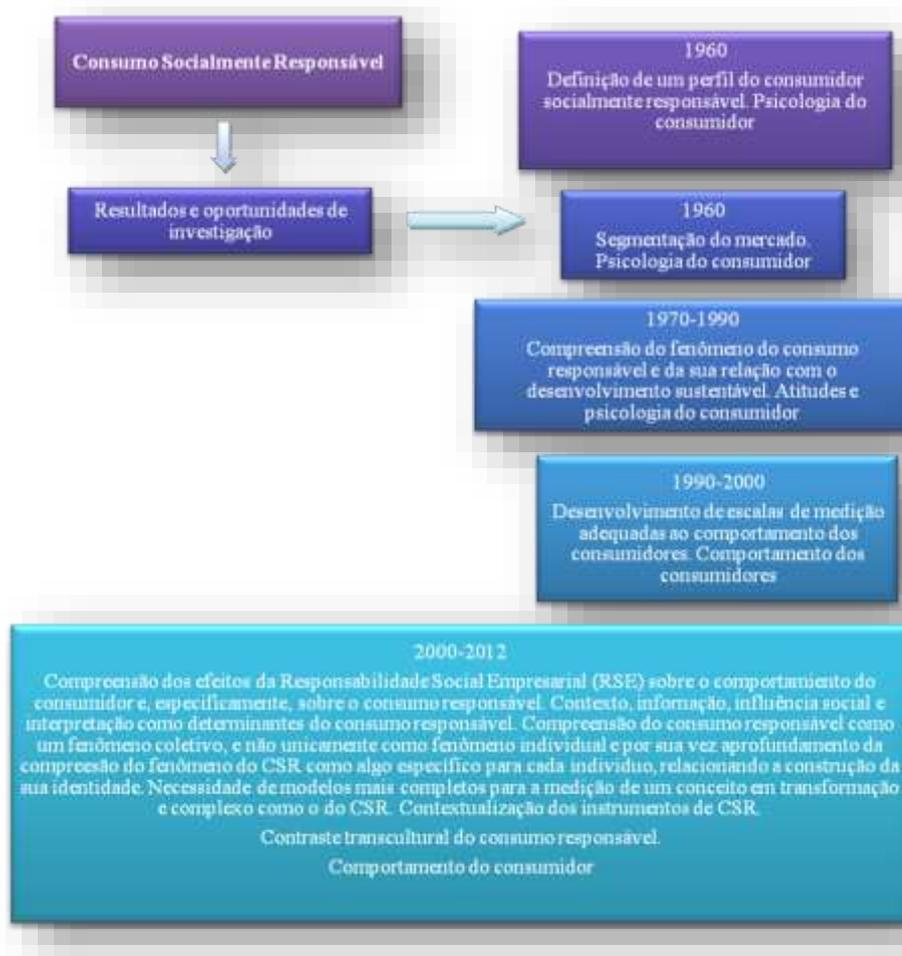 Consumo Socialmente Responsável
Resultados e oportunidades de
investigação
1960
Definição de um perfil do consumidor
socialmente responsável. Psicologia do
consumidor
1960
Segmentação do mercado.
Psicologia do consumidor
1970-1990
Compreensão do fenômeno do consumo
responsável e da sua relação com o
desenvolvimento sustentável. Atitudes e
psicologia do consumidor
1990-2000
Desenvolvimento de escalas de medição
adequadas ao comportamento dos
consumidores. Comportamento dos
consumidores
2000-2012
Compreensão dos efeitos da Responsabilidade Social Empresarial (RSE) sobre o comportamiento do
consumidor e, especificamente, sobre o consumo responsável. Contexto, infomação, influência social e
interpretação como determinantes do consumo responsável. Compreensão do consumo responsável como
um fenômeno coletivo, e não unicamente como fenômeno individual e por sua vez aprofundamento da
compreesão do fenômeno do CSR como algo específico para cada indivíduo, relacionando a construção da
sua identidade. Necessidade de modelos mais completos para a medição de um conceito em transformação
e complexo como o do CSR. Contextualização dos instrumentos de CSR.
Contraste transcultural do consumo responsável.
Comportamento do consumidor